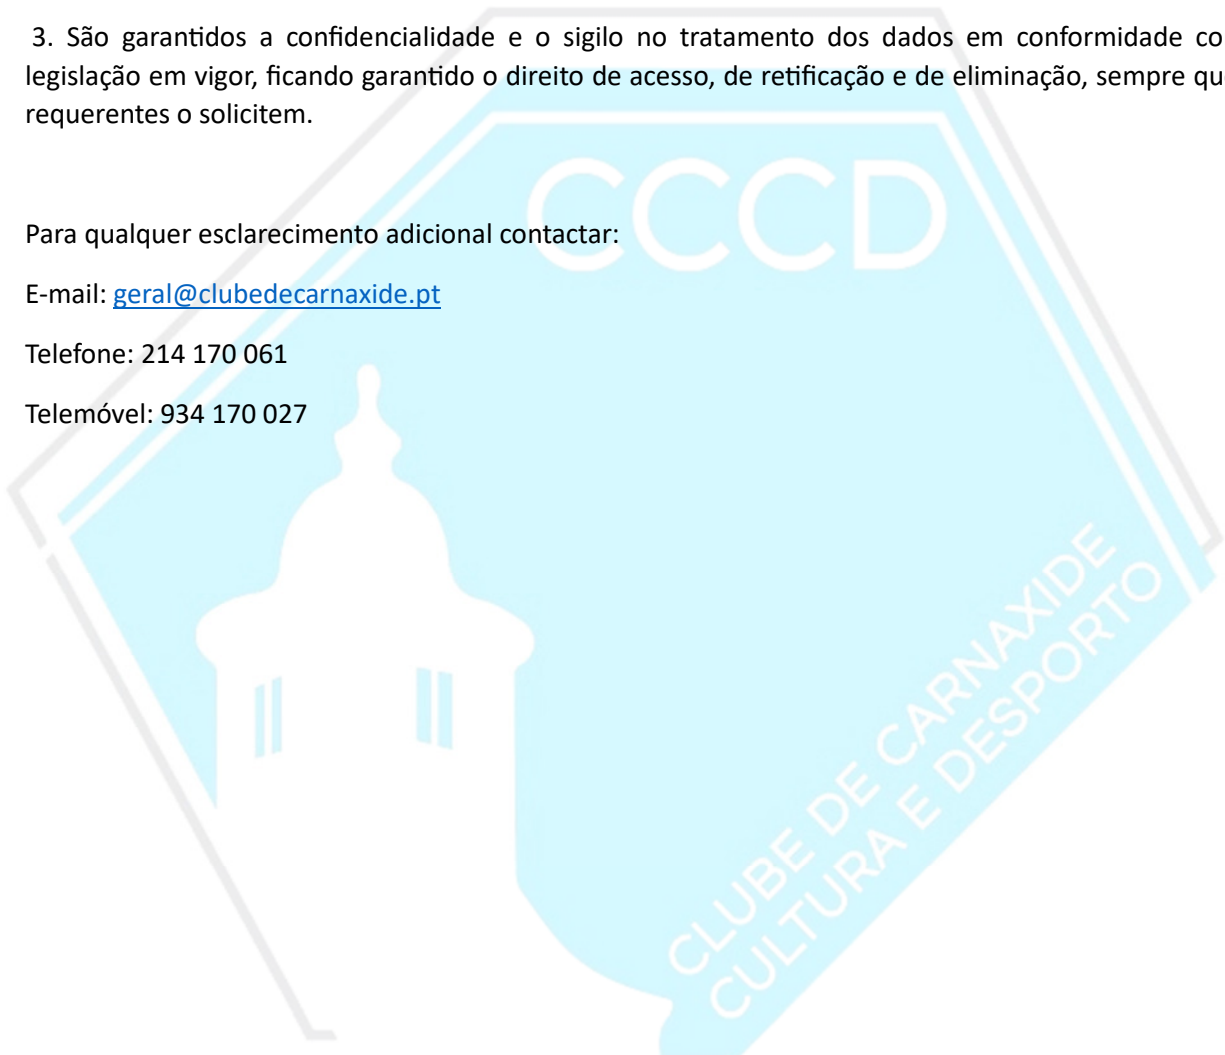 3. São garantidos a confidencialidade e o sigilo no tratamento dos dados em conformidade co
legislação em vigor, ficando garantido o direito de acesso, de retificação e de eliminação, sempre qu
requerentes o solicitem.
CCCD
Para qualquer esclarecimento adicional contactar:
E-mail: geral@clubedecarnaxide.pt
Telefone: 214 170 061
Telemóvel: 934 170 027
CLUBE DE CARNAXIDE
CULTURA E DESPORTO